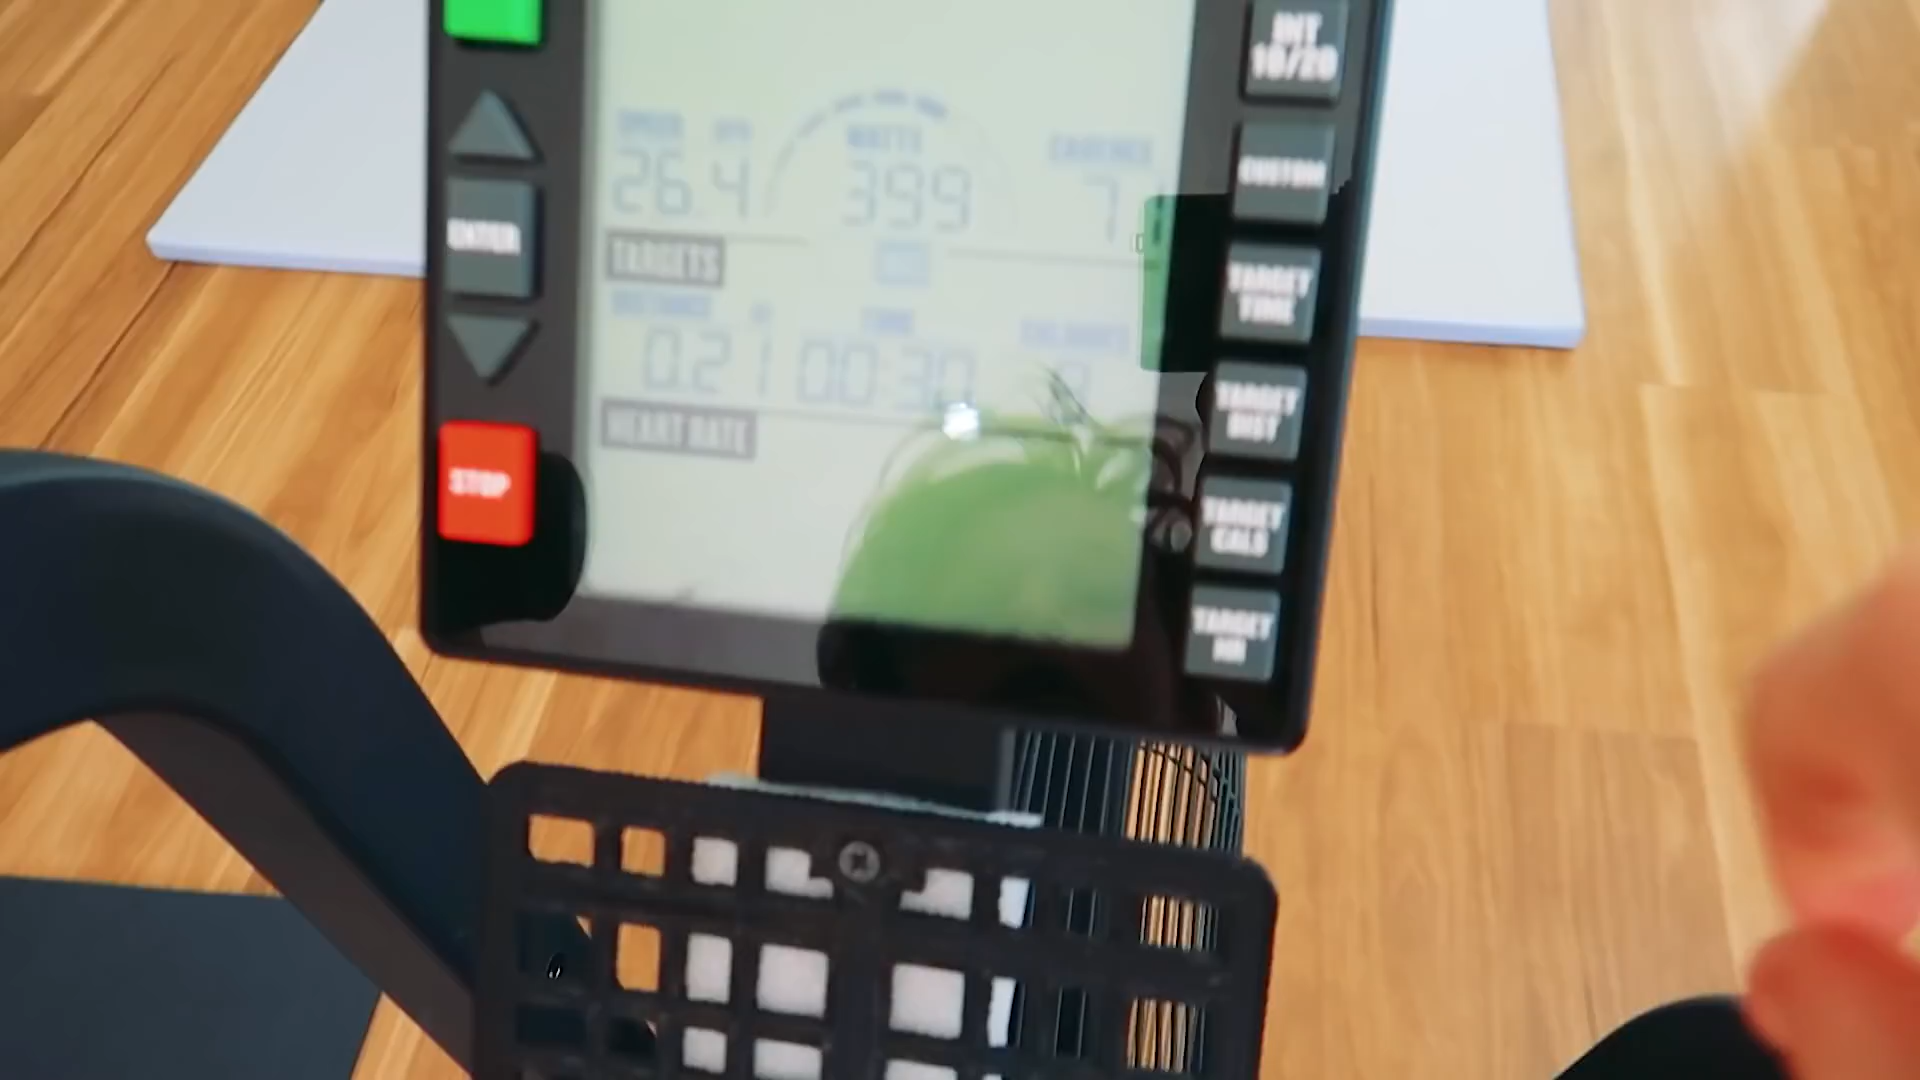 INT
10/20
SPEED
WATTS
CADENCE
26.4
399
CUSTOM
ENTER
TARGETS
TARGET
TIME
DISTANCE
TIME
0.21
00:30
TARGET
DIST
HEART RATE
STOP
TARGET
CALS
TARGET
HR